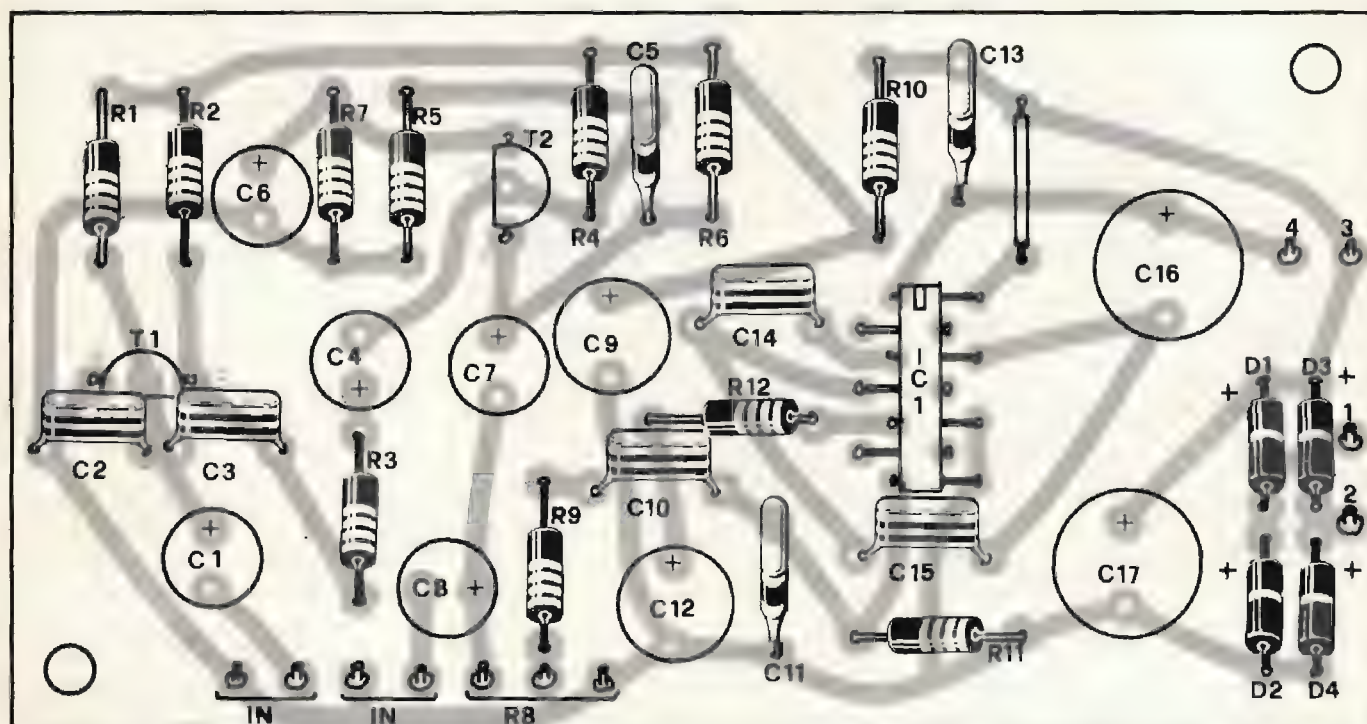 C5
C13
R1
R2
R7
R5
T2
R10
+
C6
R4
R6
4
3
+
C16
+
C9
C14
T1
C4
+
+
C7
I C 1
R12
D1
D3
+
+
1
C2
C3
R3
C10
R9
2
+
C1
C8
+
+
C12
C15
+
C17
+
+
C11
R11
D2
D4
IN
IN
R8